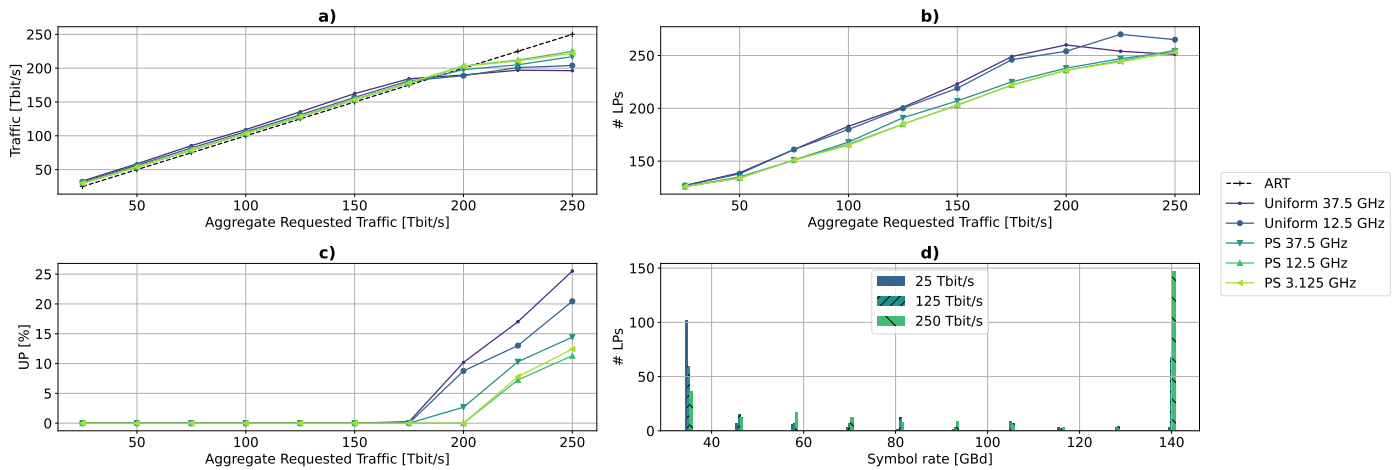 a)
250
200
150
100
50
Traffic [Tbit/s]
50
100
150
200
250
Aggregate Requested Traffic [Tbit/s]
b)
250
200
150
# LPs
50
100
150
200
250
Aggregate Requested Traffic [Tbit/s]
c)
25
20
15
10
5
0
UP [%]
50
100
150
200
250
Aggregate Requested Traffic [Tbit/s]
d)
150
100
50
0
# LPs
25 Tbit/s
125 Tbit/s
250 Tbit/s
40
60
80
100
120
140
Symbol rate [GBd]
ART
Uniform 37.5 GHz
Uniform 12.5 GHz
PS 37.5 GHz
PS 12.5 GHz
PS 3.125 GHz